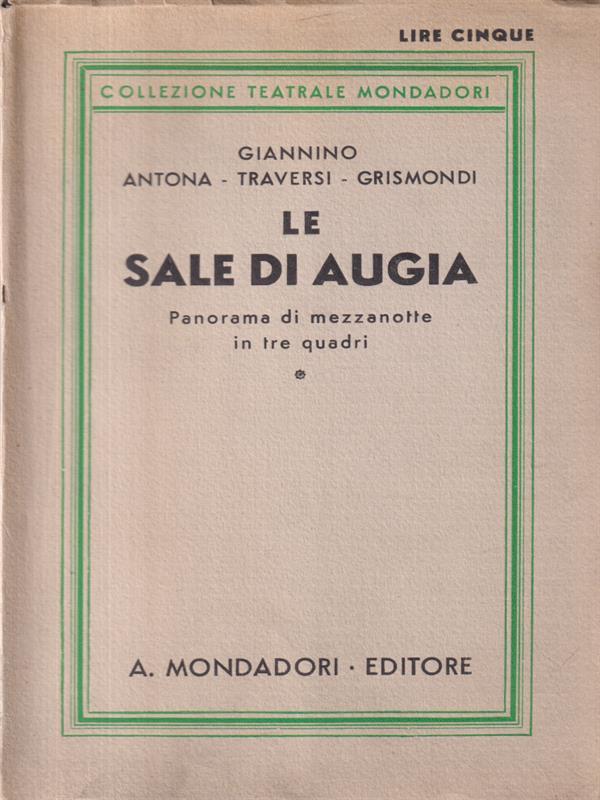 LIRE CINQUE
COLLEZIONE TEATRALE MONDADORI
GIANNINO
ANTONA - TRAVERSI - GRISMONDI
LE
SALE DI AUGIA
Panorama di mezzanotte
in tre quadri
A. MONDADORI · EDITORE